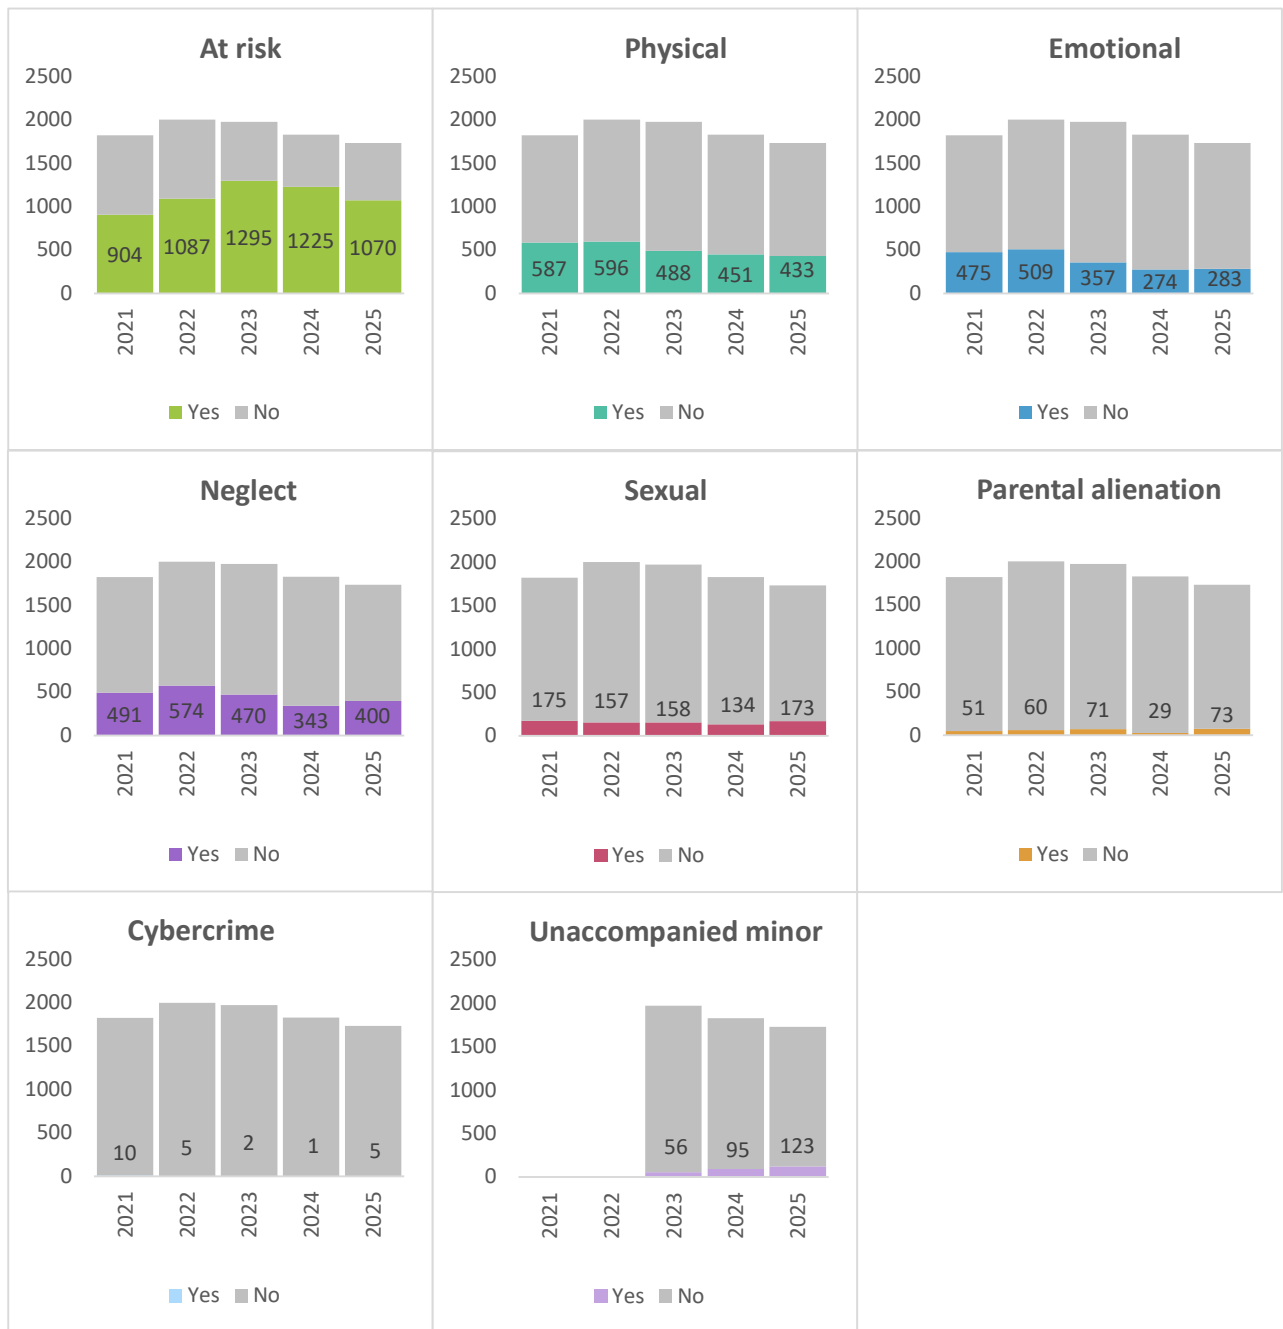 At risk
2500
2000
1500
1000
500
0
904 1087 1295 1225 1070
2021 2022 2023 2024 2025
Yes No
Physical
2500
2000
1500
1000
500
0
587 596 488 451 433
2021 2022 2023 2024 2025
Yes No
Emotional
2500
2000
1500
1000
500
0
475 509 357 274 283
2021 2022 2023 2024 2025
Yes No
Neglect
2500
2000
1500
1000
500
0
491 574 470 343 400
2021 2022 2023 2024 2025
Yes No
Sexual
2500
2000
1500
1000
500
0
175 157 158 134 173
2021 2022 2023 2024 2025
Yes No
Parental alienation
2500
2000
1500
1000
500
0
51 60 71 29 73
2021 2022 2023 2024 2025
Yes No
Cybercrime
2500
2000
1500
1000
500
0
10 5 2 1 5
2021 2022 2023 2024 2025
Yes No
Unaccompanied minor
2500
2000
1500
1000
500
0
56 95 123
2021 2022 2023 2024 2025
Yes No